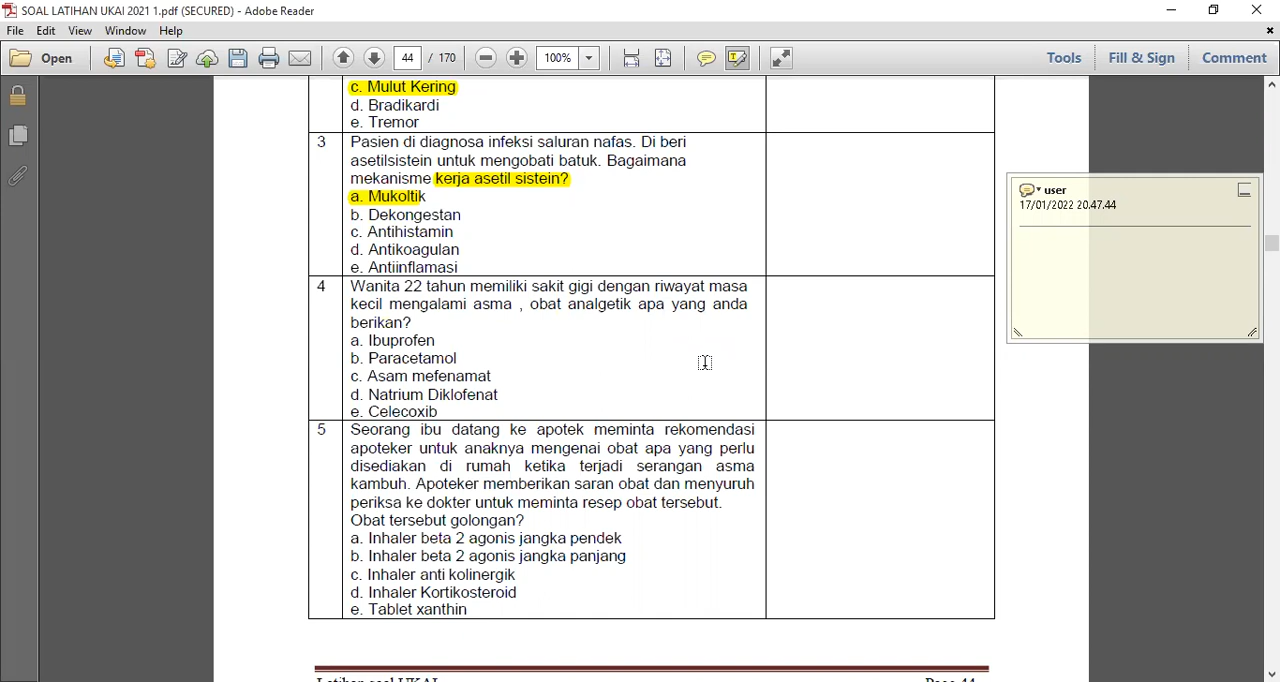 SOAL LATIHAN UKAI 2021 1.pdf (SECURED) - Adobe Reader
File Edit View Window Help
Open 44 / 170 100% Tools Fill & Sign Comment
c. Mulut Kering
d. Bradikardi
e. Tremor
3 Pasien di diagnosa infeksi saluran nafas. Di beri
asetilsistein untuk mengobati batuk. Bagaimana
mekanisme kerja asetil sistein?
a. Mukoltik
b. Dekongestan
c. Antihistamin
d. Antikoagulan
e. Antiinflamasi
user
17/01/2022 20.47.44
4 Wanita 22 tahun memiliki sakit gigi dengan riwayat masa
kecil mengalami asma , obat analgetik apa yang anda
berikan?
a. Ibuprofen
b. Paracetamol
c. Asam mefenamat
d. Natrium Diklofenat
e. Celecoxib
5 Seorang ibu datang ke apotek meminta rekomendasi
apoteker untuk anaknya mengenai obat apa yang perlu
disediakan di rumah ketika terjadi serangan asma
kambuh. Apoteker memberikan saran obat dan menyuruh
periksa ke dokter untuk meminta resep obat tersebut.
Obat tersebut golongan?
a. Inhaler beta 2 agonis jangka pendek
b. Inhaler beta 2 agonis jangka panjang
c. Inhaler anti kolinergik
d. Inhaler Kortikosteroid
e. Tablet xanthin
Latihan soal UKAI Page 44